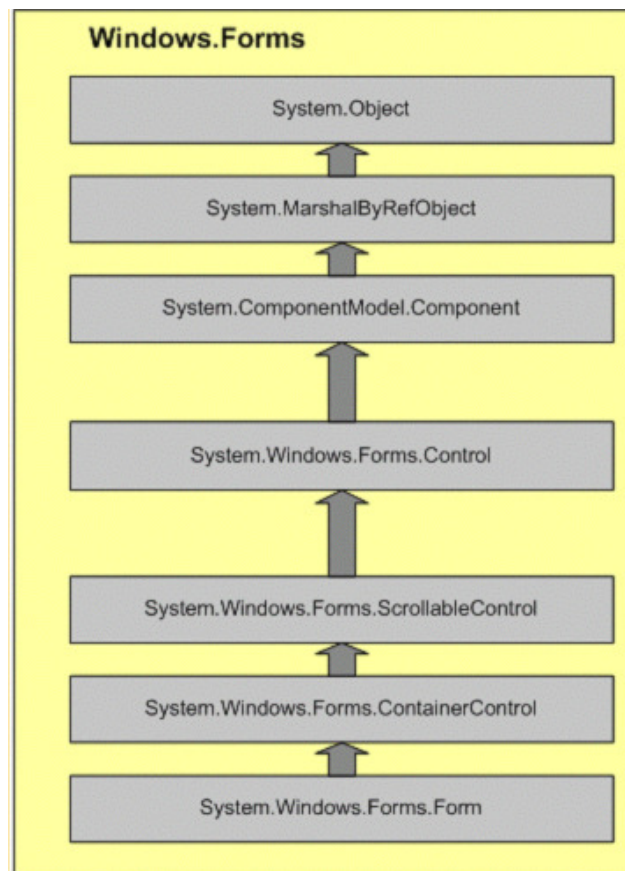 Windows.Forms
System.Object
System.MarshalByRefObject
System.ComponentModel.Component
System.Windows.Forms.Control
System.Windows.Forms.ScrollableControl
System.Windows.Forms.ContainerControl
System.Windows.Forms.Form